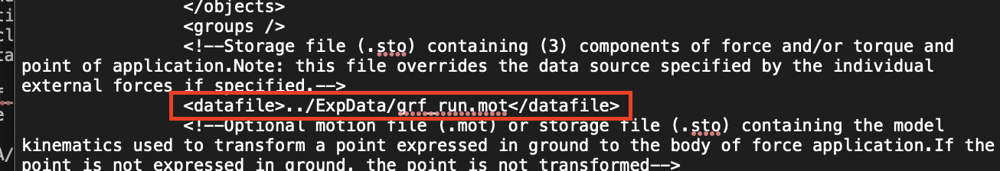 ti
</objects>
<groups />
cl
<!--Storage file (.sto) containing (3) components of force and/or torque and
ta
point of application.Note: this file overrides the data source specified by the individual
external forces if specified.-->
<datafile>../ExpData/grf_run.mot</datafile>
e
<!--Optional motion file (.mot) or storage file (.sto) containing the model
kinematics used to transform a point expressed in ground to the body of force application.If the
A/
point is not expressed in ground, the point is not transformed-->